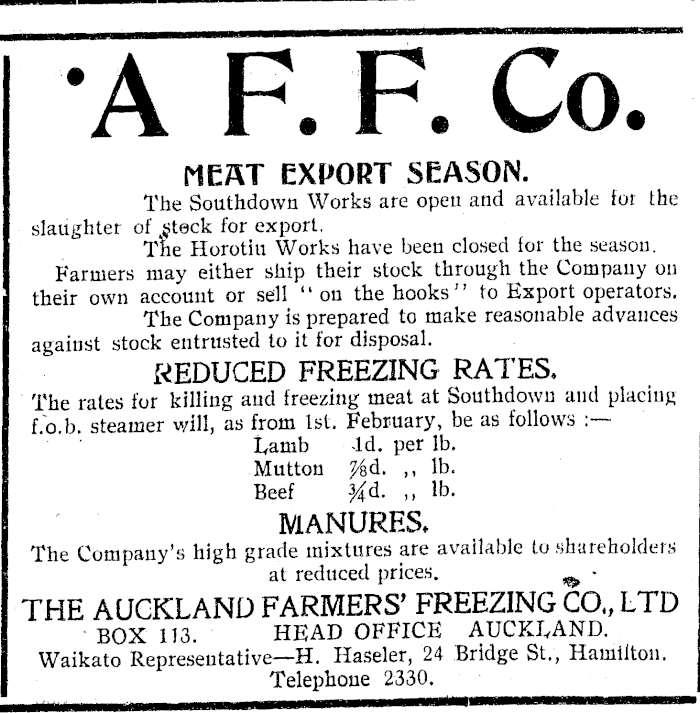 A F. F. Co.
MEAT EXPORT SEASON.
The Southdown Works are open and available for the
slaughter of stock for export.
The Horotiu Works have been closed for the season.
Farmers may either ship their stock through the Company on
their own account or sell “ on the hooks ” to Export operators.
The Company is prepared to make reasonable advances
against stock entrusted to it for disposal.
REDUCED FREEZING RATES.
The rates for killing and freezing meat at Southdown and placing
f.o.b. steamer will, as from 1st. February, be as follows :—
Lamb 1d. per lb.
Mutton ⅞d. ,, lb.
Beef ¾d. ,, lb.
MANURES.
The Company's high grade mixtures are available to shareholders
at reduced prices.
THE AUCKLAND FARMERS' FREEZING CO., LTD
BOX 113. HEAD OFFICE AUCKLAND.
Waikato Representative—H. Haseler, 24 Bridge St., Hamilton.
Telephone 2330.